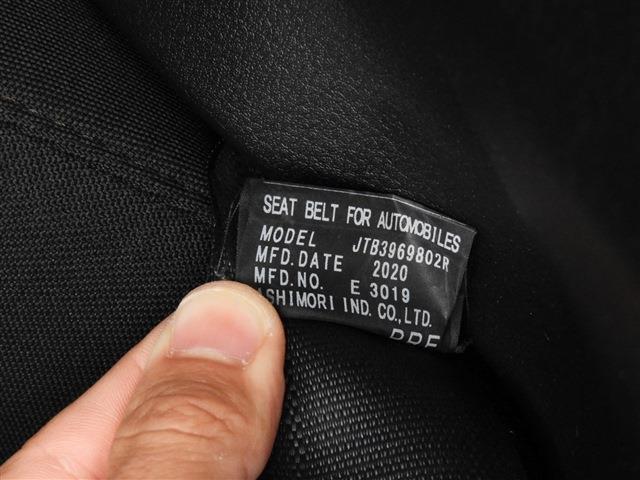 SEAT BELT FOR AUTOMOBILES
MODEL JTB3969802R
MFD.DATE 2020
MFD.NO. E 3019
ASHIMORI IND. CO.,LTD.